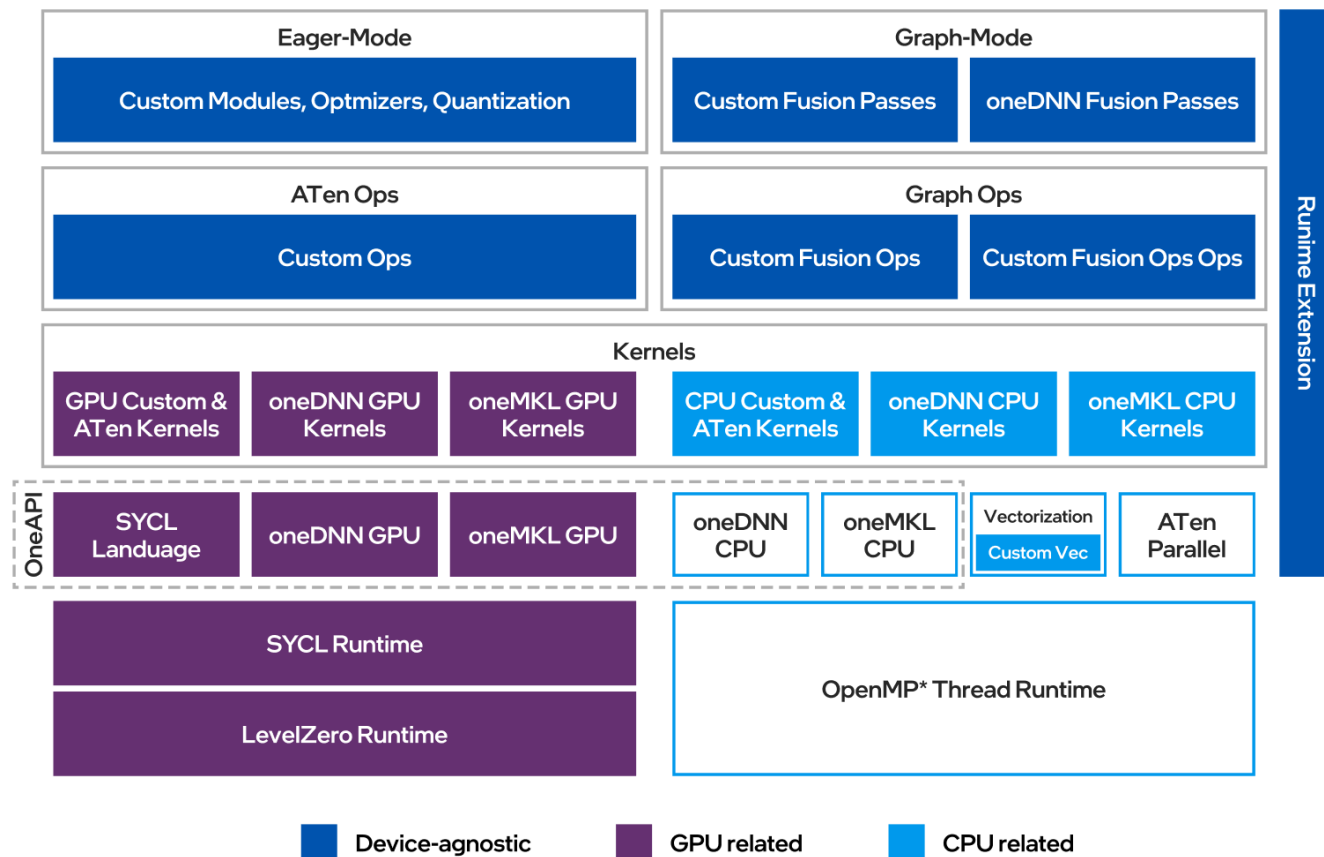 Eager-Mode
Custom Modules, Optmizers, Quantization
Graph-Mode
Custom Fusion Passes
oneDNN Fusion Passes
ATen Ops
Custom Ops
Graph Ops
Custom Fusion Ops
Custom Fusion Ops Ops
Runime Extension
Kernels
GPU Custom &
ATen Kernels
oneDNN GPU
Kernels
oneMKL GPU
Kernels
CPU Custom &
ATen Kernels
oneDNN CPU
Kernels
oneMKL CPU
Kernels
OneAPI
SYCL
Landuage
oneDNN GPU
oneMKL GPU
oneDNN
CPU
oneMKL
CPU
Vectorization
Custom Vec
ATen
Parallel
SYCL Runtime
LevelZero Runtime
OpenMP* Thread Runtime
Device-agnostic
GPU related
CPU related